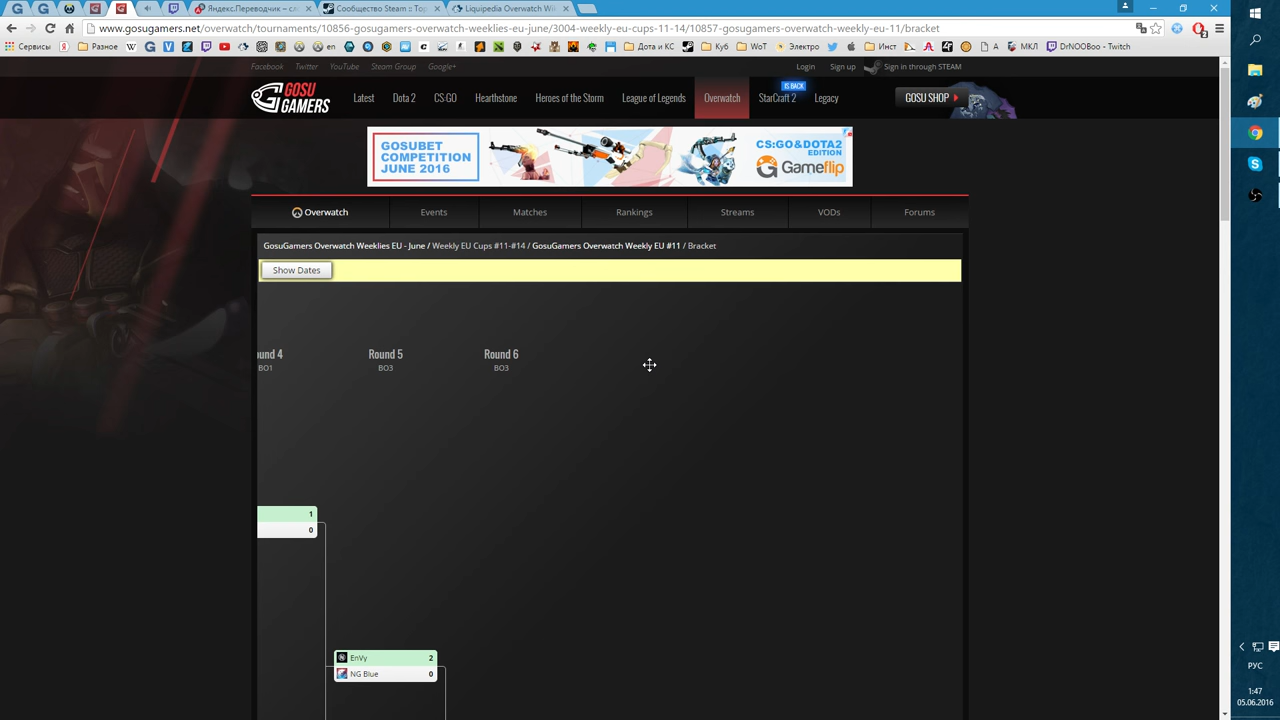 Яндекс.Переводчик – сл
Сообщество Steam :: Top
Liquipedia Overwatch Wi
www.gosugamers.net/overwatch/tournaments/10856-gosugamers-overwatch-weeklies-eu-june/3004-weekly-eu-cups-11-14/10857-gosugamers-overwatch-weekly-eu-11/bracket
Сервисы Разное en Дота и КС Куб WoT Электро Инст A МКЛ DrNOOBoo - Twitch
Facebook Twitter YouTube Steam Group Google+ Login Sign up Sign in through STEAM
GOSU GAMERS
Latest Dota 2 CS:GO Hearthstone Heroes of the Storm League of Legends Overwatch StarCraft 2 IS BACK Legacy GOSU SHOP
GOSUBET
COMPETITION
JUNE 2016
CS:GO&DOTA2
EDITION
Gameflip
Overwatch Events Matches Rankings Streams VODs Forums
GosuGamers Overwatch Weeklies EU - June / Weekly EU Cups #11-#14 / GosuGamers Overwatch Weekly EU #11 / Bracket
Show Dates
ound 4 Round 5 Round 6
BO1 BO3 BO3
1
0
EnVy 2
NG Blue 0
РУС
1:47
05.06.2016